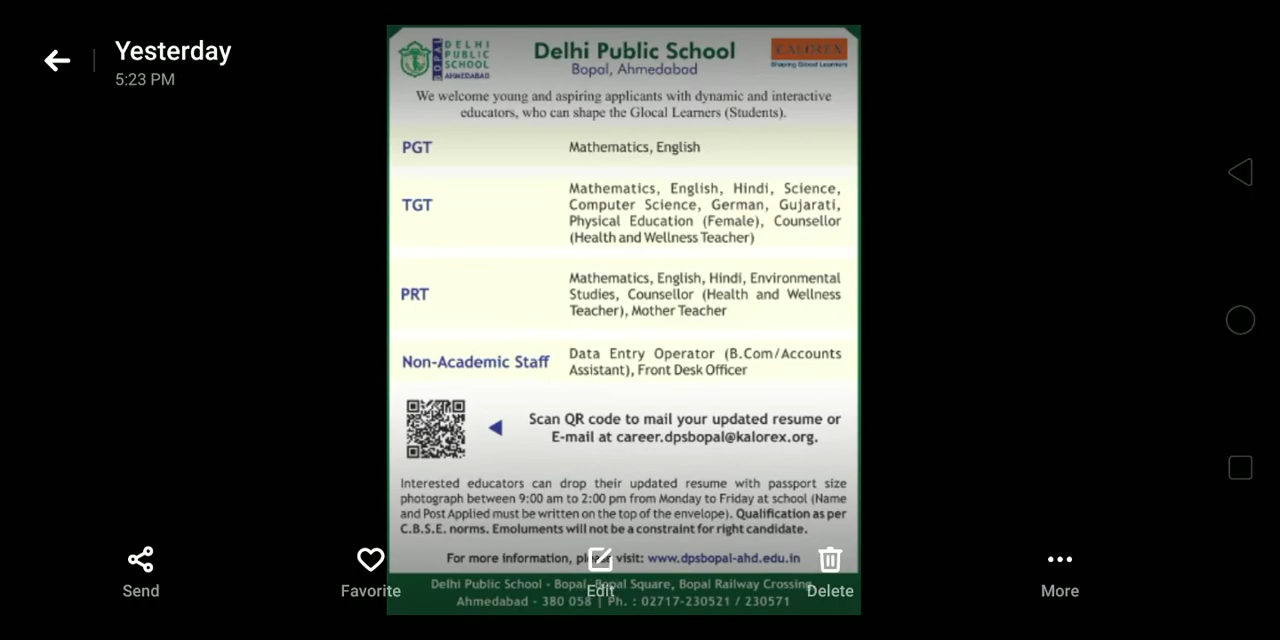 Yesterday
5:23 PM
DELHI
PUBLIC
SCHOOL
BOPAL
AHMEDABAD
Delhi Public School
Bopal, Ahmedabad
KALOREX
Shaping Glocal Learners
We welcome young and aspiring applicants with dynamic and interactive
educators, who can shape the Glocal Learners (Students).
PGT
Mathematics, English
TGT
Mathematics, English, Hindi, Science,
Computer Science, German, Gujarati,
Physical Education (Female), Counsellor
(Health and Wellness Teacher)
PRT
Mathematics, English, Hindi, Environmental
Studies, Counsellor (Health and Wellness
Teacher), Mother Teacher
Non-Academic Staff
Data Entry Operator (B.Com/Accounts
Assistant), Front Desk Officer
Scan QR code to mail your updated resume or
E-mail at career.dpsbopal@kalorex.org.
Interested educators can drop their updated resume with passport size
photograph between 9:00 am to 2:00 pm from Monday to Friday at school (Name
and Post Applied must be written on the top of the envelope). Qualification as per
C.B.S.E. norms. Emoluments will not be a constraint for right candidate.
For more information, please visit: www.dpsbopal-ahd.edu.in
Delhi Public School - Bopal, Bopal Square, Bopal Railway Crossing
Ahmedabad - 380 058 | Ph. : 02717-230521 / 230571
Send
Favorite
Edit
Delete
More